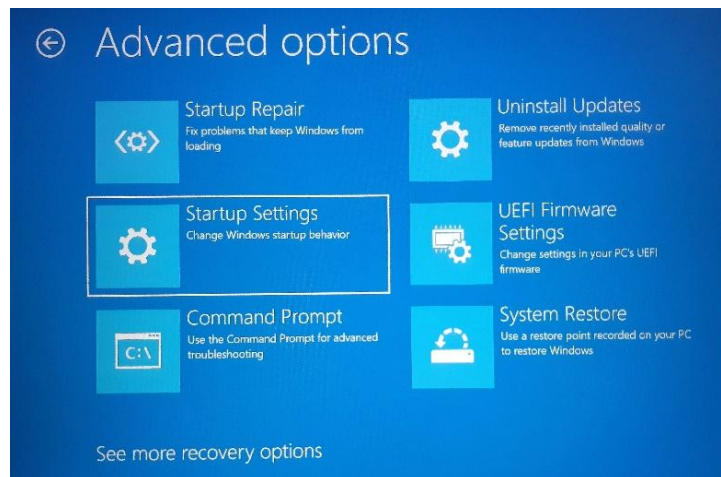 Advanced options
Startup Repair
Fix problems that keep Windows from
loading
Uninstall Updates
Remove recently installed quality or
feature updates from Windows
Startup Settings
Change Windows startup behavior
UEFI Firmware
Settings
Change settings in your PC's UEFI
firmware
Command Prompt
Use the Command Prompt for advanced
troubleshooting
C:\
System Restore
Use a restore point recorded on your PC
to restore Windows
See more recovery options